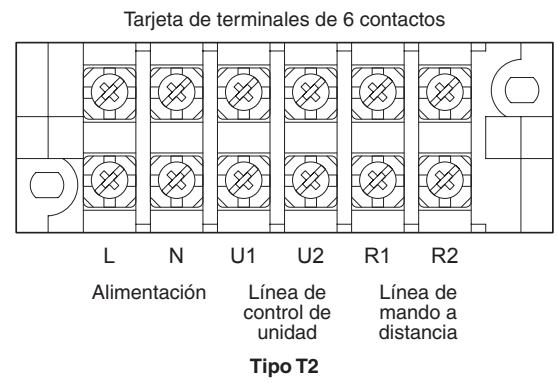 Tarjeta de terminales de 6 contactos
L N U1 U2 R1 R2
Alimentación
Línea de
control de
unidad
Línea de
mando a
distancia
Tipo T2